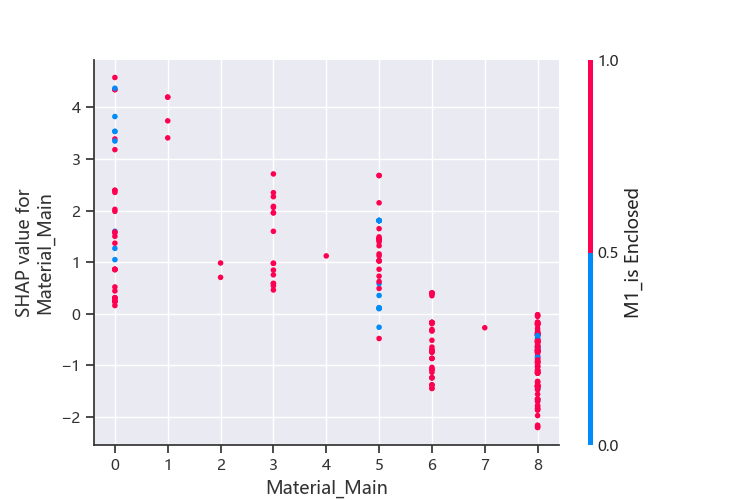 4
3
2
1
0
−1
−2
SHAP value for
Material_Main
0 1 2 3 4 5 6 7 8
Material_Main
1.0
0.5
0.0
M1_is Enclosed